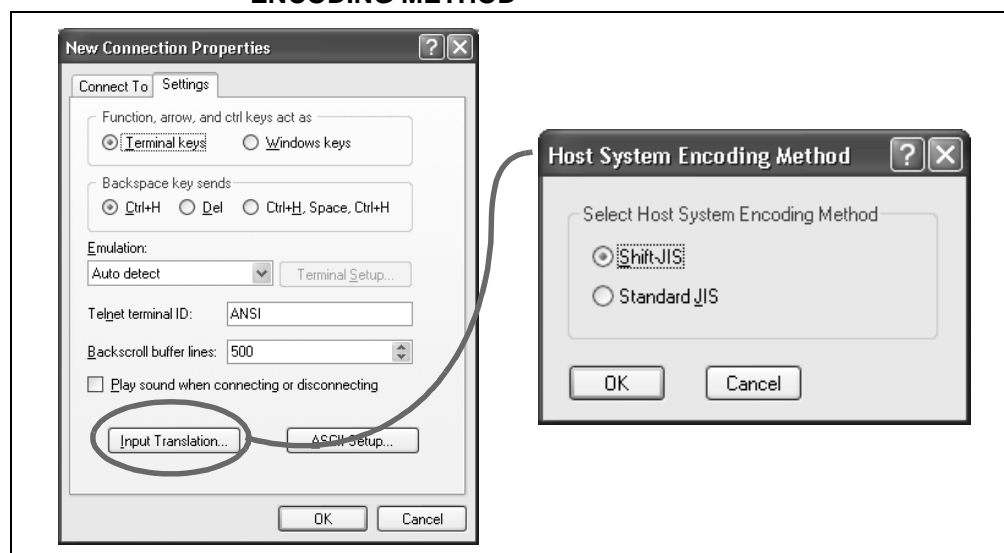 ENCODING METHOD
New Connection Properties
Connect To Settings
Function, arrow, and ctrl keys act as
Terminal keys Windows keys
Backspace key sends
Ctrl+H Del Ctrl+H, Space, Ctrl+H
Emulation:
Auto detect Terminal Setup...
Telnet terminal ID: ANSI
Backscroll buffer lines: 500
Play sound when connecting or disconnecting
Input Translation... ASCII Setup...
OK Cancel
Host System Encoding Method
Select Host System Encoding Method
Shift-JIS
Standard JIS
OK Cancel